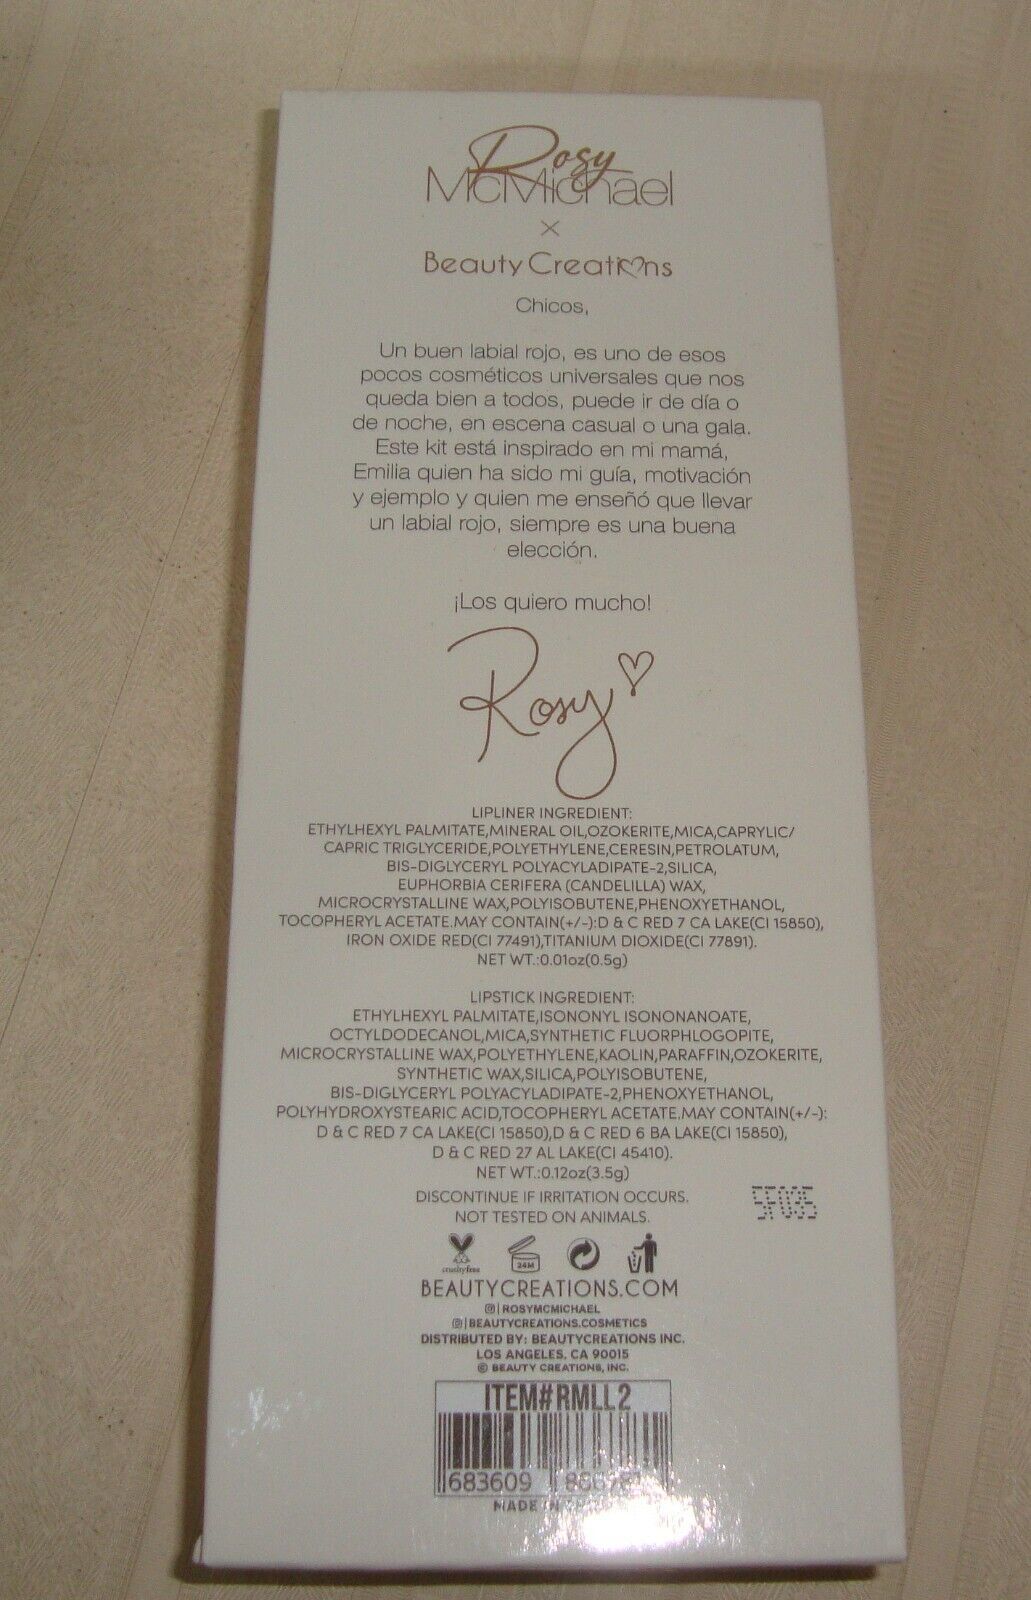 Rosy
McMichael
×
Beauty Creations
Chicos,
Un buen labial rojo, es uno de esos
pocos cosméticos universales que nos
queda bien a todos, puede ir de día o
de noche, en escena casual o una gala.
Este kit está inspirado en mi mamá,
Emilia quien ha sido mi guía, motivación
y ejemplo y quien me enseñó que llevar
un labial rojo, siempre es una buena
elección.
¡Los quiero mucho!
Rosy
LIPLINER INGREDIENT:
ETHYLHEXYL PALMITATE,MINERAL OIL,OZOKERITE,MICA,CAPRYLIC/
CAPRIC TRIGLYCERIDE,POLYETHYLENE,CERESIN,PETROLATUM,
BIS-DIGLYCERYL POLYACYLADIPATE-2,SILICA,
EUPHORBIA CERIFERA (CANDELILLA) WAX,
MICROCRYSTALLINE WAX,POLYISOBUTENE,PHENOXYETHANOL,
TOCOPHERYL ACETATE.MAY CONTAIN(+/-):D & C RED 7 CA LAKE(CI 15850),
IRON OXIDE RED(CI 77491),TITANIUM DIOXIDE(CI 77891).
NET WT.:0.01oz(0.5g)
LIPSTICK INGREDIENT:
ETHYLHEXYL PALMITATE,ISONONYL ISONONANOATE,
OCTYLDODECANOL,MICA,SYNTHETIC FLUORPHLOGOPITE,
MICROCRYSTALLINE WAX,POLYETHYLENE,KAOLIN,PARAFFIN,OZOKERITE,
SYNTHETIC WAX,SILICA,POLYISOBUTENE,
BIS-DIGLYCERYL POLYACYLADIPATE-2,PHENOXYETHANOL,
POLYHYDROXYSTEARIC ACID,TOCOPHERYL ACETATE.MAY CONTAIN(+/-):
D & C RED 7 CA LAKE(CI 15850),D & C RED 6 BA LAKE(CI 15850),
D & C RED 27 AL LAKE(CI 45410).
NET WT.:0.12oz(3.5g)
DISCONTINUE IF IRRITATION OCCURS.
NOT TESTED ON ANIMALS.
5F035
crueltyfree
24M
BEAUTYCREATIONS.COM
| ROSYMCMICHAEL
| BEAUTYCREATIONS.COSMETICS
DISTRIBUTED BY: BEAUTYCREATIONS INC.
LOS ANGELES, CA 90015
© BEAUTY CREATIONS, INC.
ITEM#RMLL2
683609
MADE IN